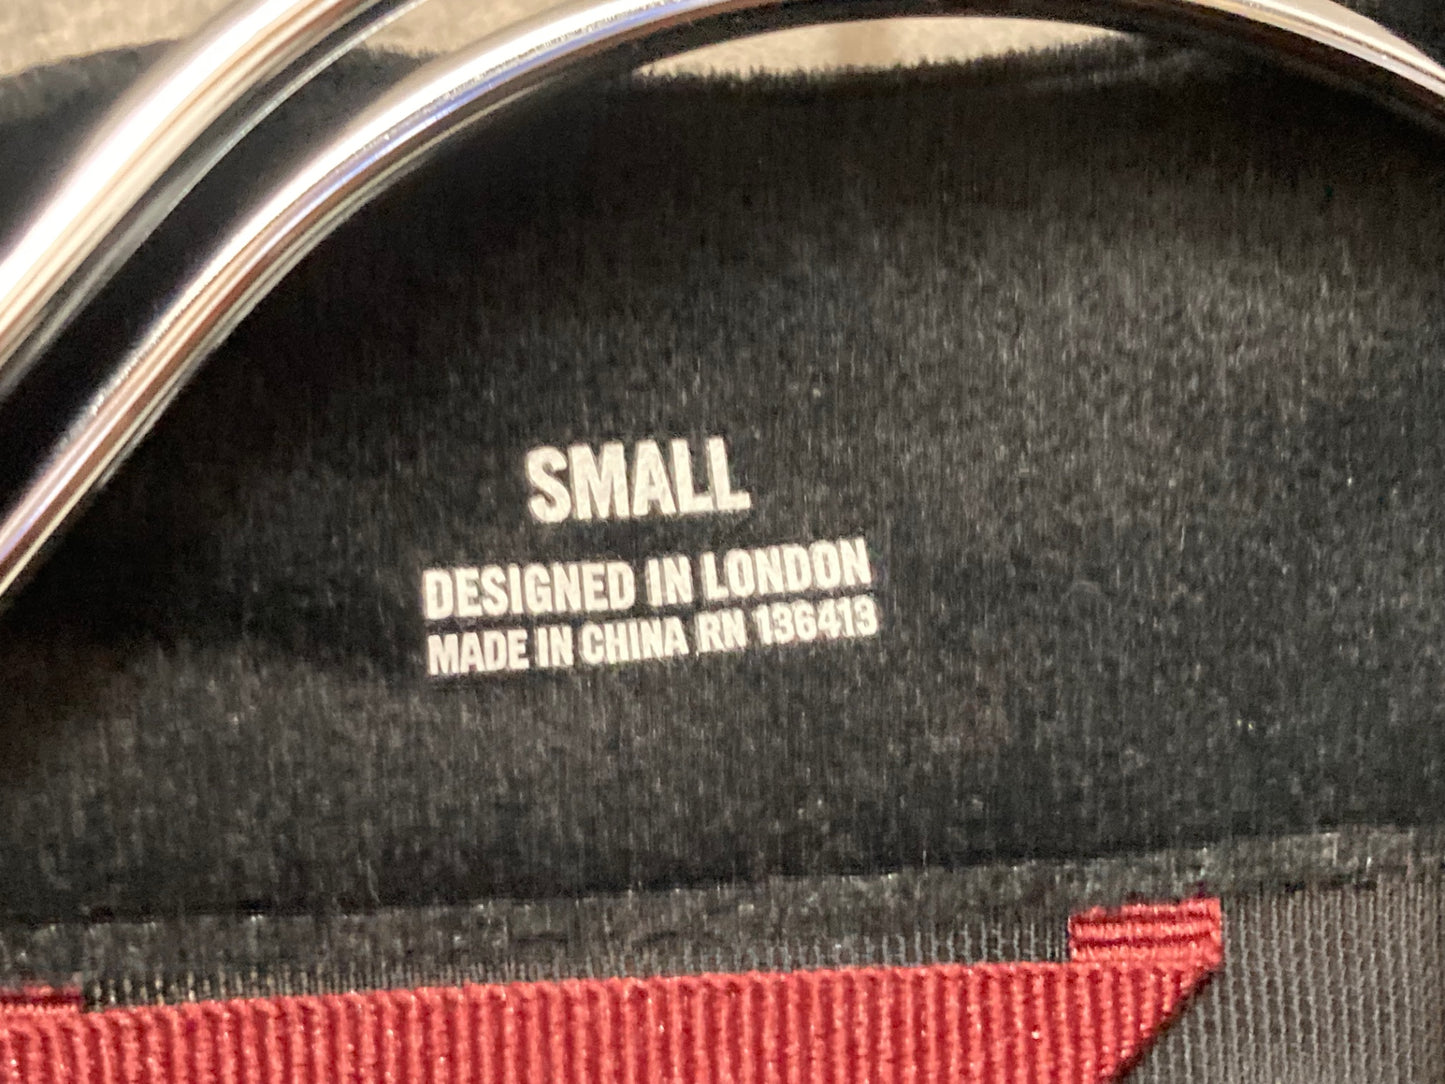 SMALL
DESIGNED IN LONDON
MADE IN CHINA RN 136413